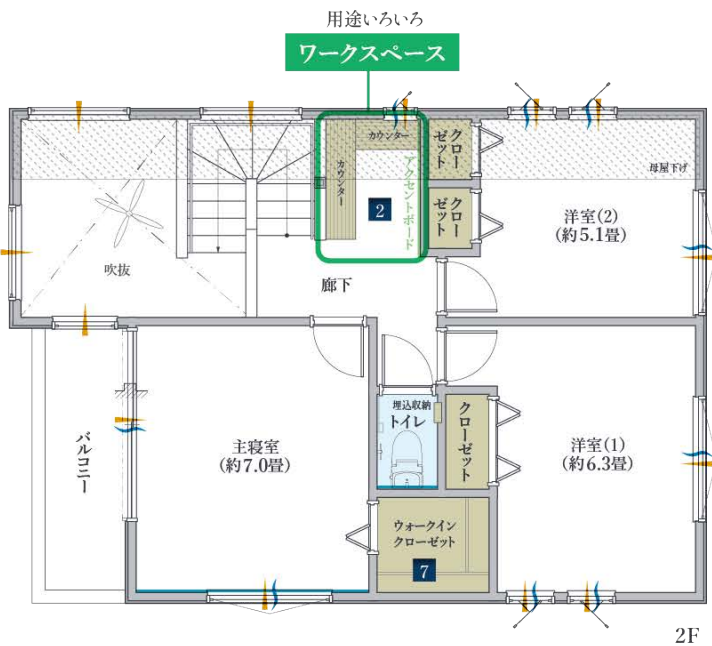 用途いろいろ
ワークスペース
カウンター
カウンター
アクセントボード
2
クローゼット
クローゼット
母屋下げ
洋室(2)
(約5.1畳)
吹抜
廊下
バルコニー
主寝室
(約7.0畳)
埋込収納
トイレ
クローゼット
洋室(1)
(約6.3畳)
ウォークイン
クローゼット
7
2F